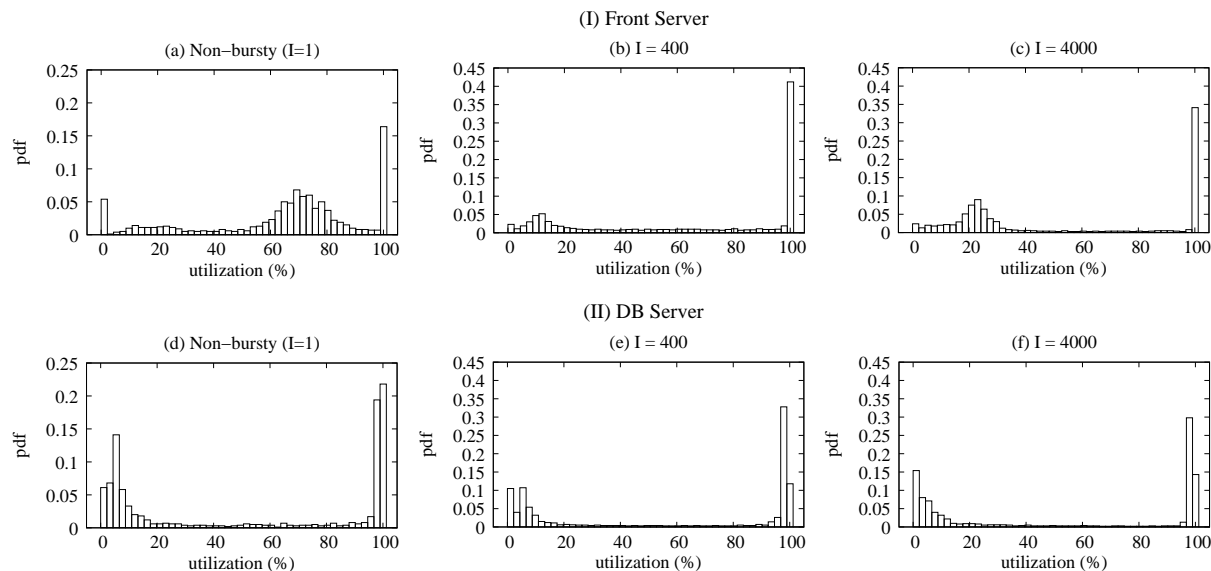 (I) Front Server
(a) Non−bursty (I=1)
(b) I = 400
(c) I = 4000
0.25
0.2
0.15
0.1
0.05
0
pdf
0 20 40 60 80 100
utilization (%)
0.45
0.4
0.35
0.3
0.25
0.2
0.15
0.1
0.05
0
pdf
0 20 40 60 80 100
utilization (%)
0.45
0.4
0.35
0.3
0.25
0.2
0.15
0.1
0.05
0
pdf
0 20 40 60 80 100
utilization (%)
(II) DB Server
(d) Non−bursty (I=1)
(e) I = 400
(f) I = 4000
0.25
0.2
0.15
0.1
0.05
0
pdf
0 20 40 60 80 100
utilization (%)
0.45
0.4
0.35
0.3
0.25
0.2
0.15
0.1
0.05
0
pdf
0 20 40 60 80 100
utilization (%)
0.45
0.4
0.35
0.3
0.25
0.2
0.15
0.1
0.05
0
pdf
0 20 40 60 80 100
utilization (%)